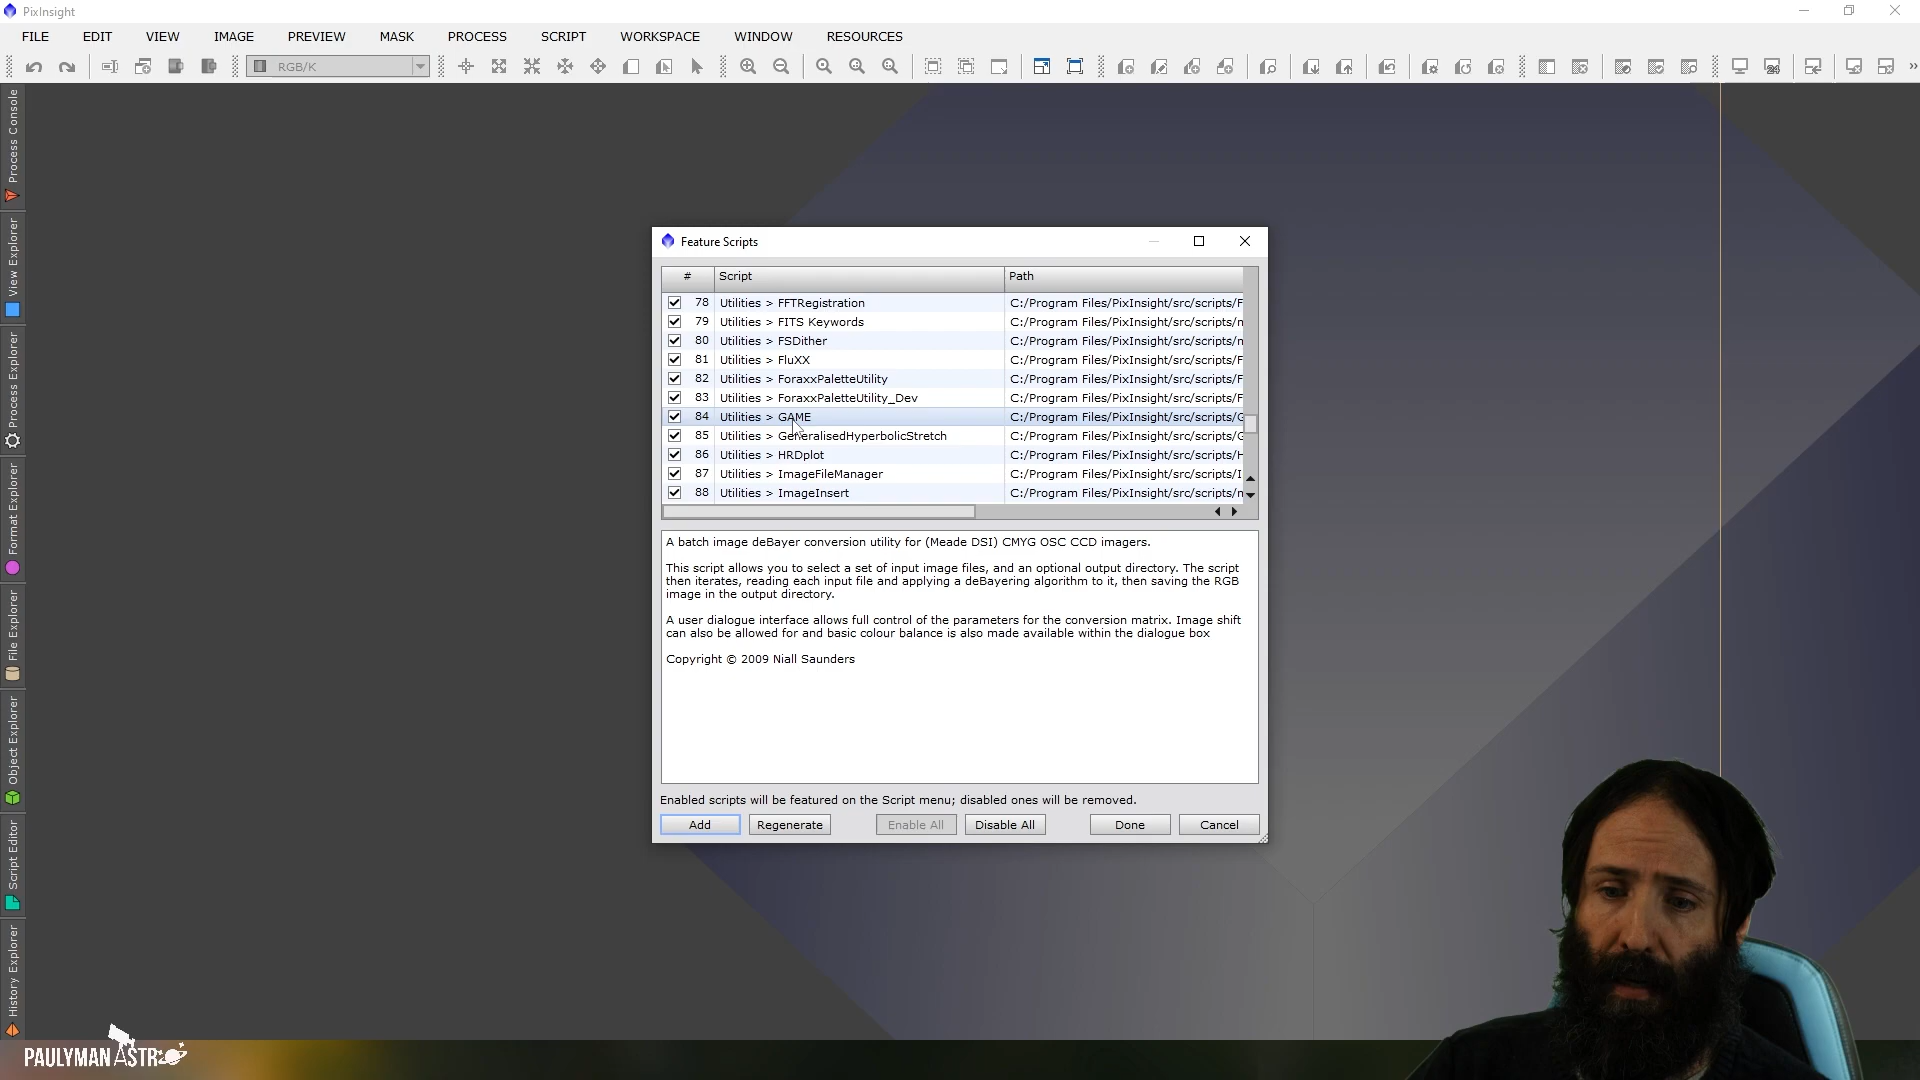 PixInsight
FILE EDIT VIEW IMAGE PREVIEW MASK PROCESS SCRIPT WORKSPACE WINDOW RESOURCES
RGB/K
Process Console
View Explorer
Process Explorer
Format Explorer
File Explorer
Object Explorer
Script Editor
History Explorer
Feature Scripts
# Script Path
78 Utilities > FFTRegistration C:/Program Files/PixInsight/src/scripts/F
79 Utilities > FITS Keywords C:/Program Files/PixInsight/src/scripts/n
80 Utilities > FSDither C:/Program Files/PixInsight/src/scripts/n
81 Utilities > FluXX C:/Program Files/PixInsight/src/scripts/F
82 Utilities > ForaxxPaletteUtility C:/Program Files/PixInsight/src/scripts/F
83 Utilities > ForaxxPaletteUtility_Dev C:/Program Files/PixInsight/src/scripts/F
84 Utilities > GAME C:/Program Files/PixInsight/src/scripts/G
85 Utilities > GeneralisedHyperbolicStretch C:/Program Files/PixInsight/src/scripts/G
86 Utilities > HRDplot C:/Program Files/PixInsight/src/scripts/H
87 Utilities > ImageFileManager C:/Program Files/PixInsight/src/scripts/I
88 Utilities > ImageInsert C:/Program Files/PixInsight/src/scripts/n
A batch image deBayer conversion utility for (Meade DSI) CMYG OSC CCD imagers.
This script allows you to select a set of input image files, and an optional output directory. The script
then iterates, reading each input file and applying a deBayering algorithm to it, then saving the RGB
image in the output directory.
A user dialogue interface allows full control of the parameters for the conversion matrix. Image shift
can also be allowed for and basic colour balance is also made available within the dialogue box
Copyright © 2009 Niall Saunders
Enabled scripts will be featured on the Script menu; disabled ones will be removed.
Add Regenerate Enable All Disable All Done Cancel
PAULYMAN ASTRO